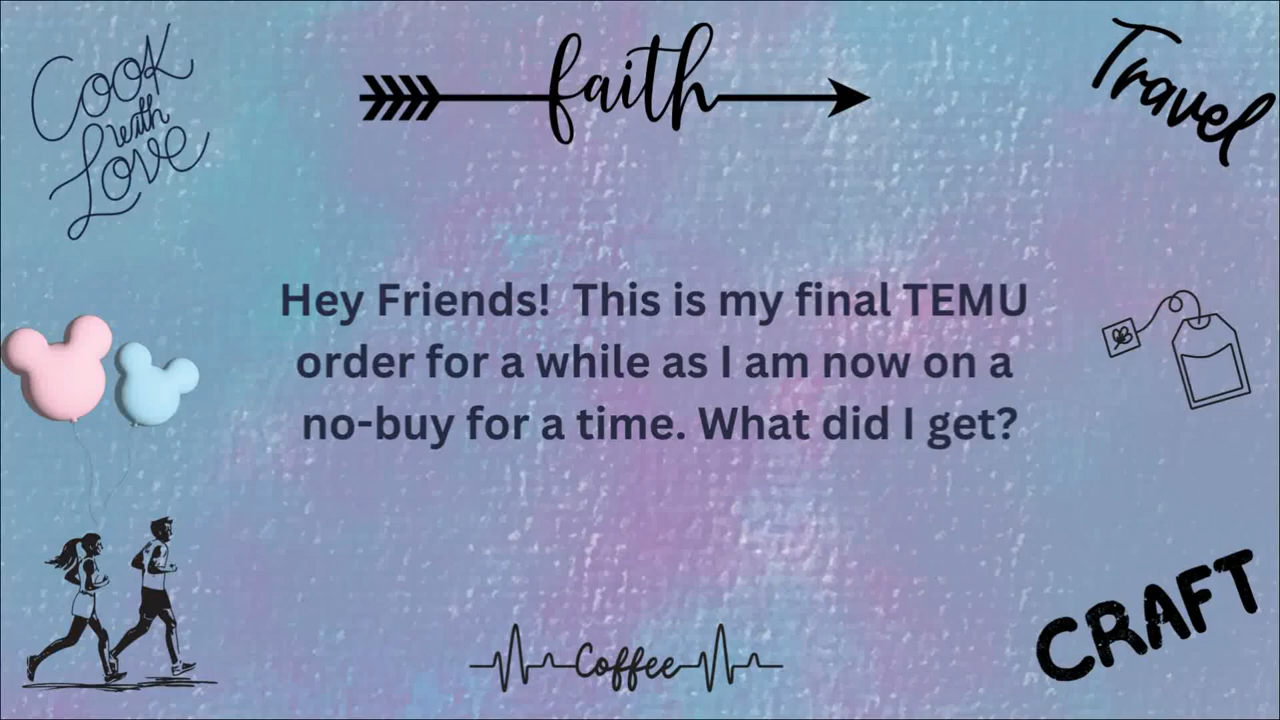 Cook
with
Love
faith
Travel
Hey Friends!  This is my final TEMU
order for a while as I am now on a
no-buy for a time. What did I get?
Coffee
CRAFT